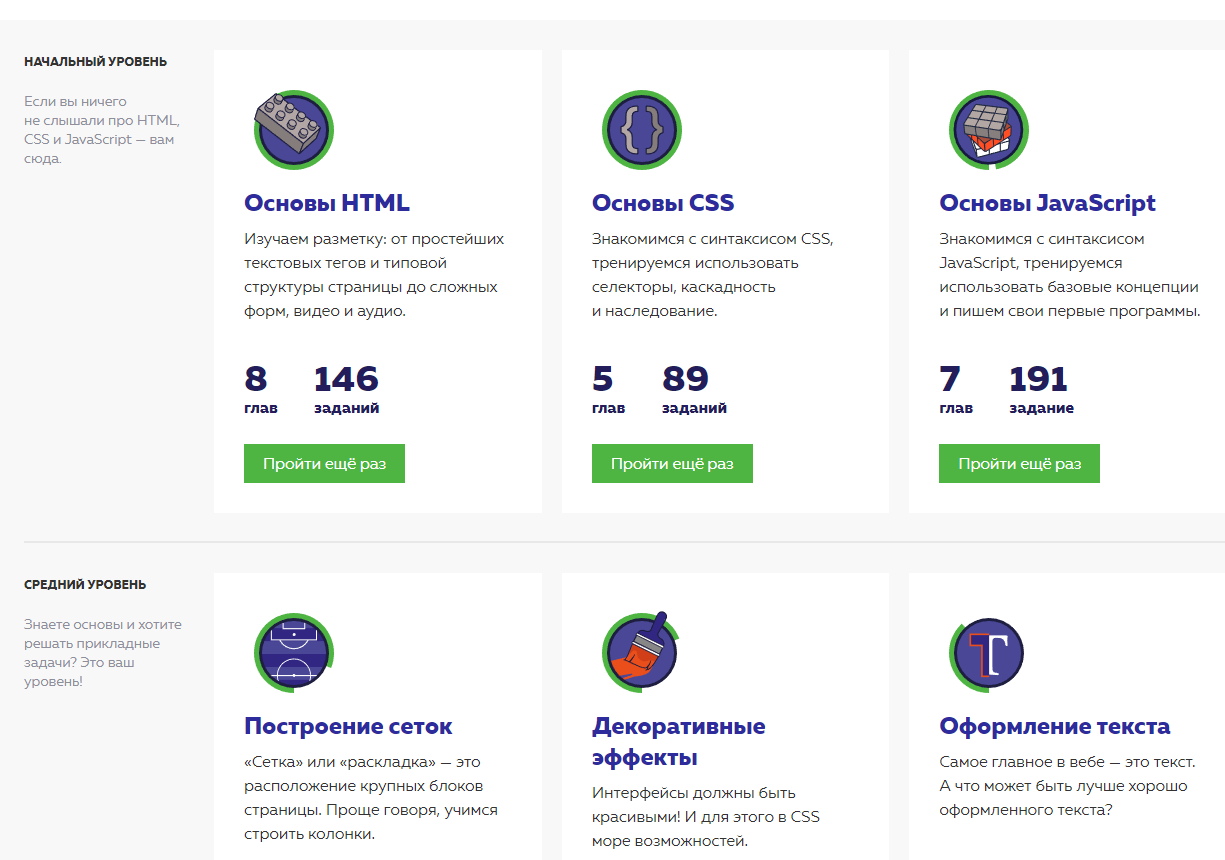 НАЧАЛЬНЫЙ УРОВЕНЬ
Если вы ничего
не слышали про HTML,
CSS и JavaScript — вам
сюда.
Основы HTML
Изучаем разметку: от простейших
текстовых тегов и типовой
структуры страницы до сложных
форм, видео и аудио.
8 146
глав заданий
Пройти ещё раз
Основы CSS
Знакомимся с синтаксисом CSS,
тренируемся использовать
селекторы, каскадность
и наследование.
5 89
глав заданий
Пройти ещё раз
Основы JavaScript
Знакомимся с синтаксисом
JavaScript, тренируемся
использовать базовые концепции
и пишем свои первые программы.
7 191
глав задание
Пройти ещё раз
СРЕДНИЙ УРОВЕНЬ
Знаете основы и хотите
решать прикладные
задачи? Это ваш
уровень!
Построение сеток
«Сетка» или «раскладка» — это
расположение крупных блоков
страницы. Проще говоря, учимся
строить колонки.
Декоративные
эффекты
Интерфейсы должны быть
красивыми! И для этого в CSS
море возможностей.
Оформление текста
Самое главное в вебе — это текст.
А что может быть лучше хорошо
оформленного текста?